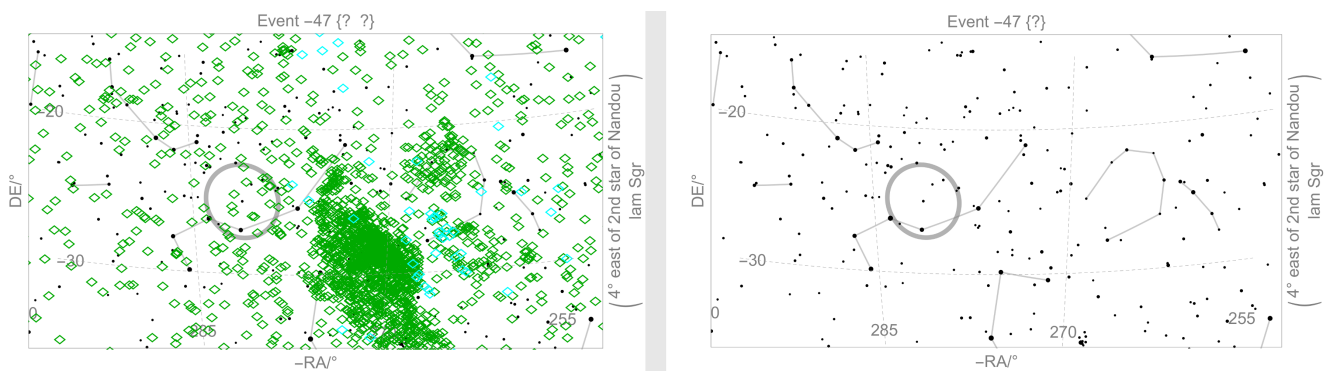 Event −47 {?  ?}
−20
−30
0
285
255
DE/°
−RA/°
( 4° east of 2nd star of Nandou )
lam Sgr
Event −47 {?}
−20
−30
0
285
270
255
DE/°
−RA/°
( 4° east of 2nd star of Nandou )
lam Sgr